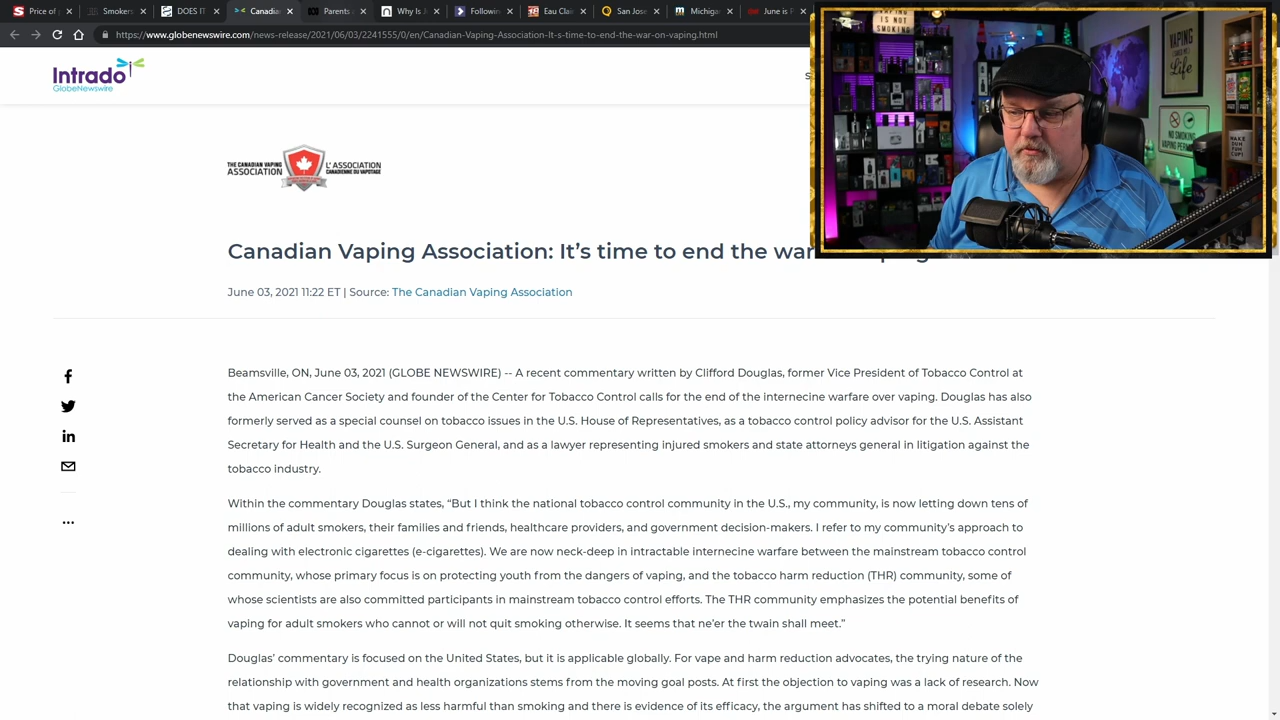 Price of
Smokers
DOES IT
Canadia
Parents
Why Is J
Follow
Eau Clai
San Jos
Michiga
June is F
https://www.globenewswire.com/news-release/2021/06/03/2241555/0/en/Canadian-Vaping-Association-It-s-time-to-end-the-war-on-vaping.html
Intrado
GlobeNewswire
VAPING
IS NOT
SMOKING
VAPING
Life
NO SMOKING
VAPING
THE CANADIAN VAPING
ASSOCIATION
L' ASSOCIATION
CANADIENNE DU VAPOTAGE
Canadian Vaping Association: It’s time to end the war
June 03, 2021 11:22 ET | Source: The Canadian Vaping Association
Beamsville, ON, June 03, 2021 (GLOBE NEWSWIRE) -- A recent commentary written by Clifford Douglas, former Vice President of Tobacco Control at
the American Cancer Society and founder of the Center for Tobacco Control calls for the end of the internecine warfare over vaping. Douglas has also
formerly served as a special counsel on tobacco issues in the U.S. House of Representatives, as a tobacco control policy advisor for the U.S. Assistant
Secretary for Health and the U.S. Surgeon General, and as a lawyer representing injured smokers and state attorneys general in litigation against the
tobacco industry.
Within the commentary Douglas states, “But I think the national tobacco control community in the U.S., my community, is now letting down tens of
millions of adult smokers, their families and friends, healthcare providers, and government decision-makers. I refer to my community’s approach to
dealing with electronic cigarettes (e-cigarettes). We are now neck-deep in intractable internecine warfare between the mainstream tobacco control
community, whose primary focus is on protecting youth from the dangers of vaping, and the tobacco harm reduction (THR) community, some of
whose scientists are also committed participants in mainstream tobacco control efforts. The THR community emphasizes the potential benefits of
vaping for adult smokers who cannot or will not quit smoking otherwise. It seems that ne’er the twain shall meet.”
Douglas’ commentary is focused on the United States, but it is applicable globally. For vape and harm reduction advocates, the trying nature of the
relationship with government and health organizations stems from the moving goal posts. At first the objection to vaping was a lack of research. Now
that vaping is widely recognized as less harmful than smoking and there is evidence of its efficacy, the argument has shifted to a moral debate solely